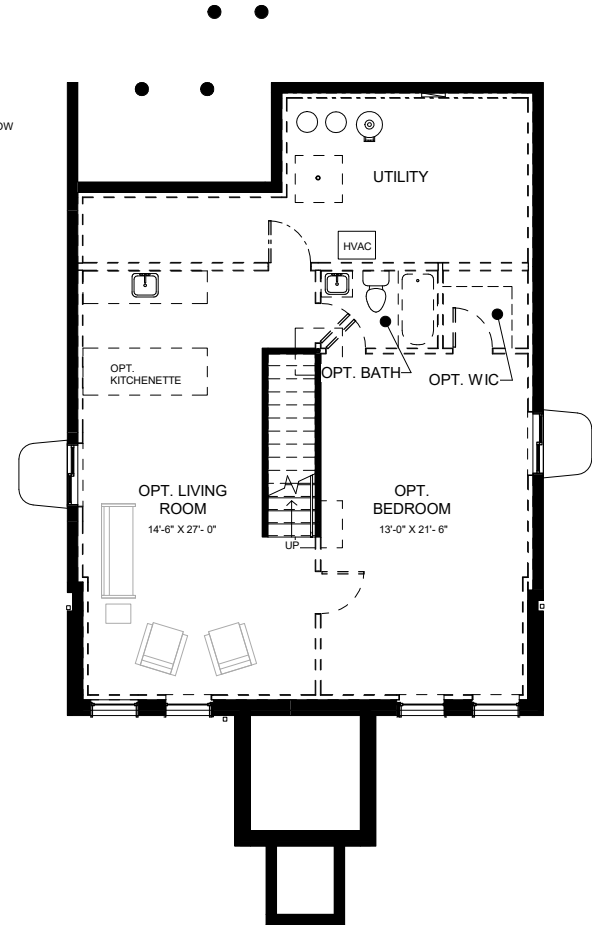 OW
UTILITY
HVAC
OPT.
KITCHENETTE
OPT. BATH
OPT. WIC
OPT. LIVING
ROOM
14'-6" X 27'- 0"
OPT.
BEDROOM
13'-0" X 21'- 6"
UP